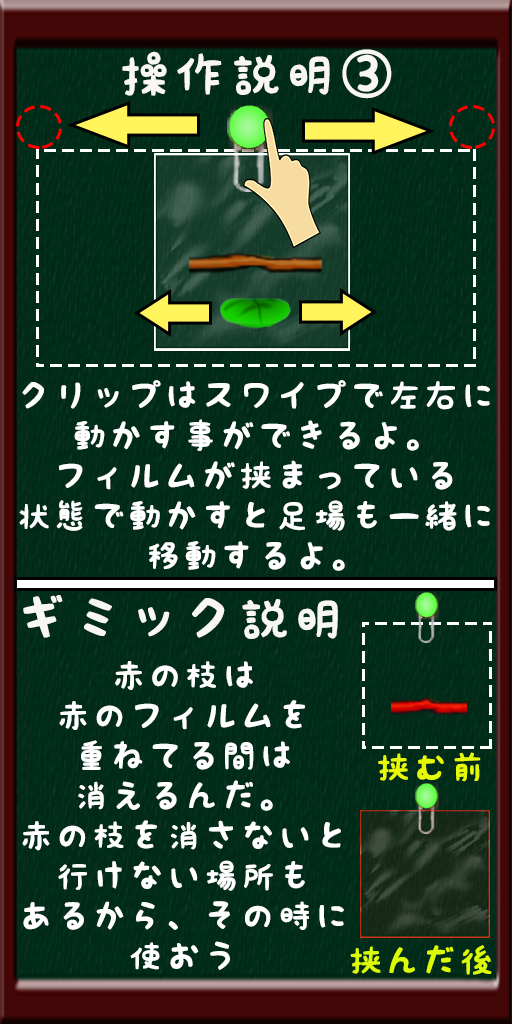 操作説明③
クリップはスワイプで左右に
動かす事ができるよ。
フィルムが挟まっている
状態で動かすと足場も一緒に
移動するよ。
ギミック説明
赤の枝は
赤のフィルムを
重ねてる間は
消えるんだ。
赤の枝を消さないと
行けない場所も
あるから、その時に
使おう
挟む前
挟んだ後